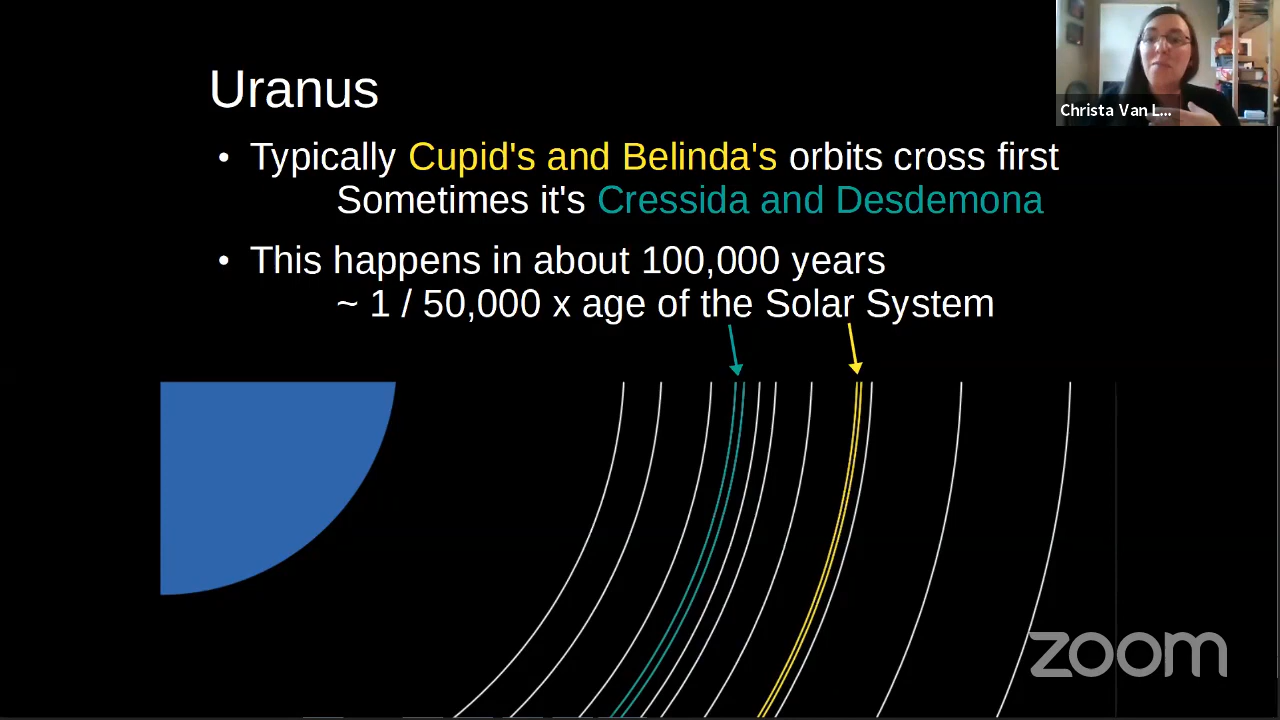 Uranus
• Typically Cupid's and Belinda's orbits cross first
Sometimes it's Cressida and Desdemona
• This happens in about 100,000 years
~ 1 / 50,000 x age of the Solar System
Christa Van L...
zoom